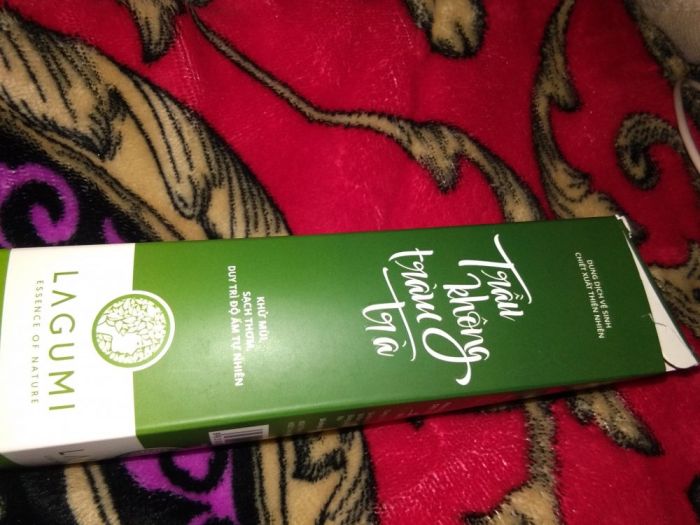 DUNG DỊCH VỆ SINH
CHIẾT XUẤT THIÊN NHIÊN
Trầu
không
tràm
trà
KHỬ MÙI,
SẠCH THƠM,
DUY TRÌ ĐỘ ẨM TỰ NHIÊN
LAGUMI
ESSENCE OF NATURE